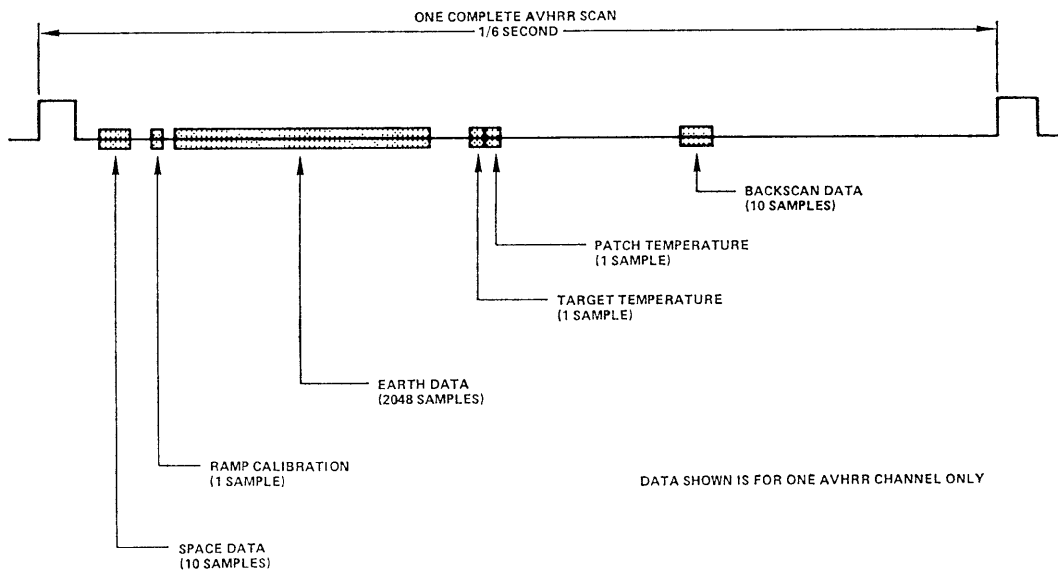 ONE COMPLETE AVHRR SCAN
1/6 SECOND
BACKSCAN DATA
(10 SAMPLES)
PATCH TEMPERATURE
(1 SAMPLE)
TARGET TEMPERATURE
(1 SAMPLE)
EARTH DATA
(2048 SAMPLES)
RAMP CALIBRATION
(1 SAMPLE)
DATA SHOWN IS FOR ONE AVHRR CHANNEL ONLY
SPACE DATA
(10 SAMPLES)